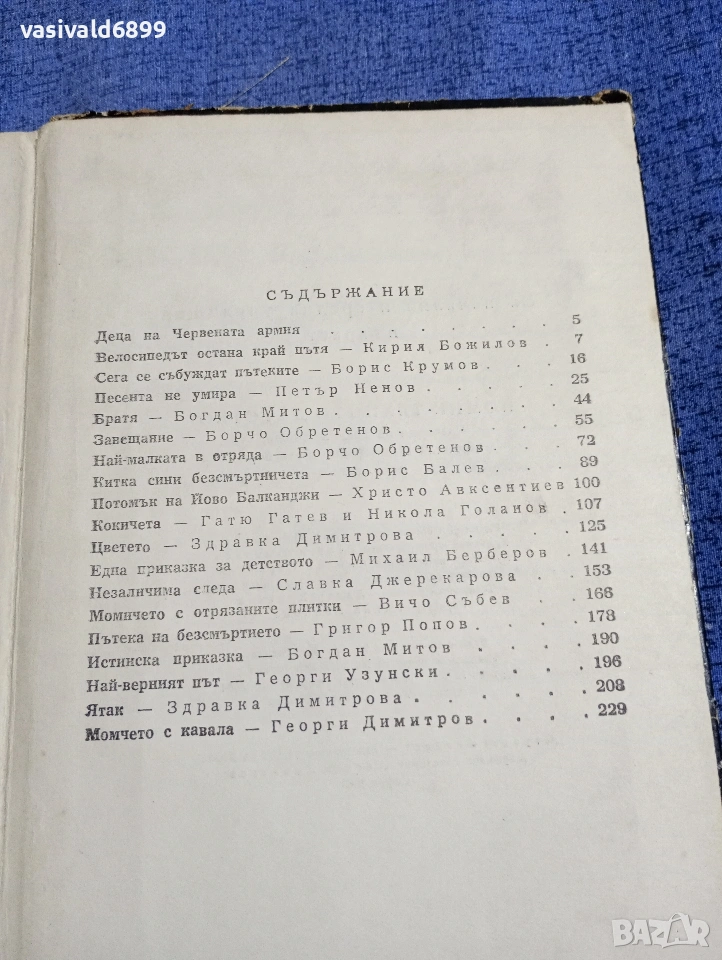 vasivald6899
СЪДЪРЖАНИЕ
Деца на Червената армия . . . . . . . 5
Велосипедът остана край пътя — Кирил Божилов . 7
Сега се събуждат пътеките — Борис Крумов . . . 16
Песента не умира — Петър Ненов . . . . . 25
Братя — Богдан Митов . . . . . . . . 44
Завещание — Борчо Обретенов . . . . . . 55
Най-малката в отряда — Борчо Обретенов . . . 72
Китка сини безсмъртничета — Борис Балев . . . 89
Потомък на Йово Балканджи — Христо Авксентиев 100
Кокичета — Гатю Гатев и Никола Голанов . 107
Цветето — Здравка Димитрова . . . . . 125
Една приказка за детството — Михаил Берберов . 141
Незаличима следа — Славка Джерекарова . . 153
Момичето с отрязаните плитки — Вичо Събев . . 168
Пътека на безсмъртието — Григор Попов . . . . 178
Истинска приказка — Богдан Митов . . . . 190
Най-верният път — Георги Узунски . . . . . 196
Ятак — Здравка Димитрова . . . . . . 208
Момчето с кавала — Георги Димитров . . . . 229
BAZAR